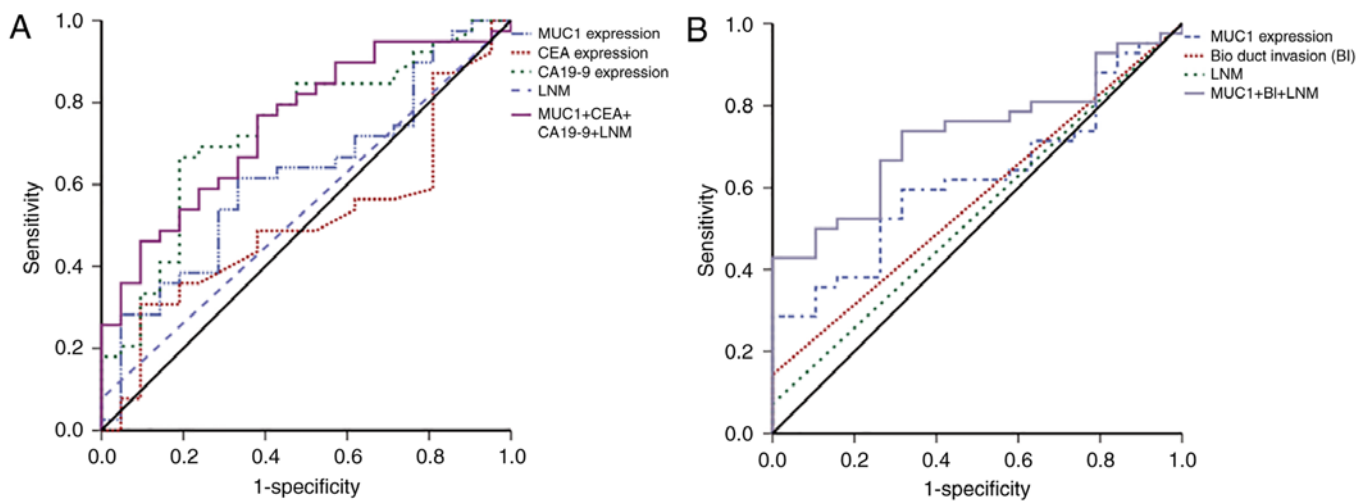 A
1.0
0.8
0.6
0.4
0.2
0.0
Sensitivity
0.0 0.2 0.4 0.6 0.8 1.0
1-specificity
MUC1 expression
CEA expression
CA19-9 expression
LNM
MUC1+CEA+
CA19-9+LNM
B
1.0
0.8
0.6
0.4
0.2
0.0
Sensitivity
0.0 0.2 0.4 0.6 0.8 1.0
1-specificity
MUC1 expression
Bio duct invasion (BI)
LNM
MUC1+BI+LNM